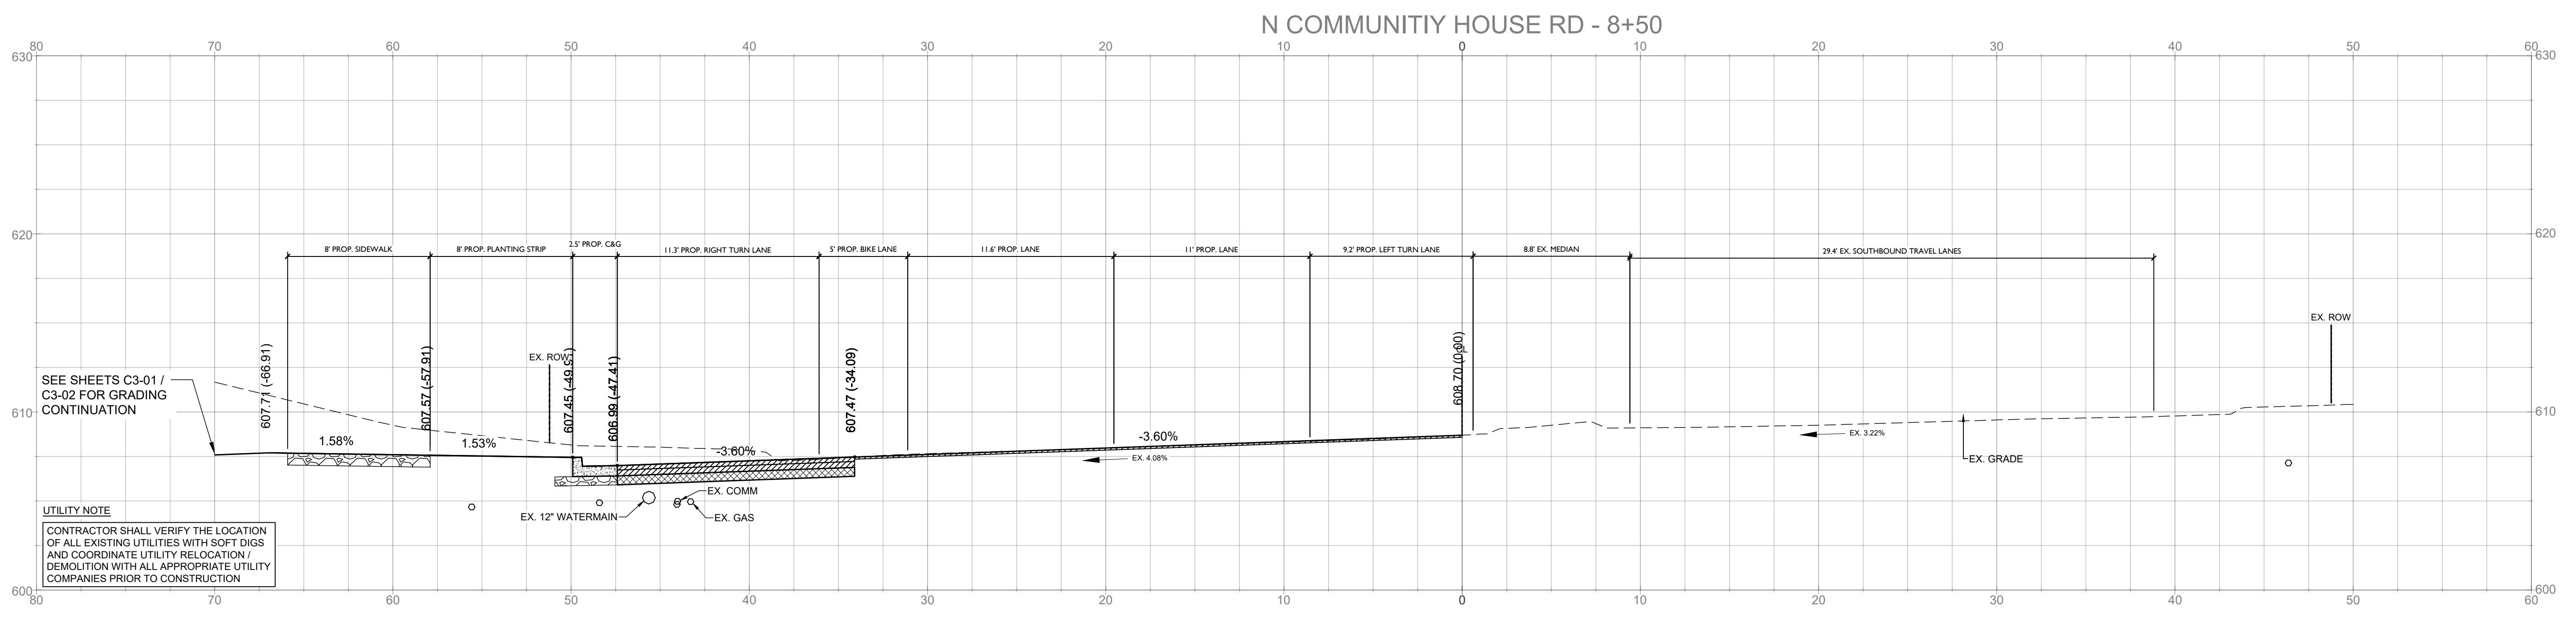 N COMMUNITIY HOUSE RD - 8+50
80 70 60 50 40 30 20 10 0 10 20 30 40 50 60
630 630
620 620
610 610
600 600
8' PROP. SIDEWALK
8' PROP. PLANTING STRIP
2.5' PROP. C&G
11.3' PROP. RIGHT TURN LANE
5' PROP. BIKE LANE
11.6' PROP. LANE
11' PROP. LANE
9.2' PROP. LEFT TURN LANE
8.8' EX. MEDIAN
29.4' EX. SOUTHBOUND TRAVEL LANES
SEE SHEETS C3-01 /
C3-02 FOR GRADING
CONTINUATION
607.71 (-66.91)
607.57 (-57.91)
EX. ROW
607.45 (-49.91)
606.99 (-47.41)
607.47 (-34.09)
608.70 (0.00)
EX. ROW
1.58%
1.53%
-3.60%
-3.60%
EX. 4.08%
EX. 3.22%
EX. GRADE
EX. COMM
EX. 12" WATERMAIN
EX. GAS
UTILITY NOTE
CONTRACTOR SHALL VERIFY THE LOCATION
OF ALL EXISTING UTILITIES WITH SOFT DIGS
AND COORDINATE UTILITY RELOCATION /
DEMOLITION WITH ALL APPROPRIATE UTILITY
COMPANIES PRIOR TO CONSTRUCTION
80 70 60 50 40 30 20 10 0 10 20 30 40 50 60